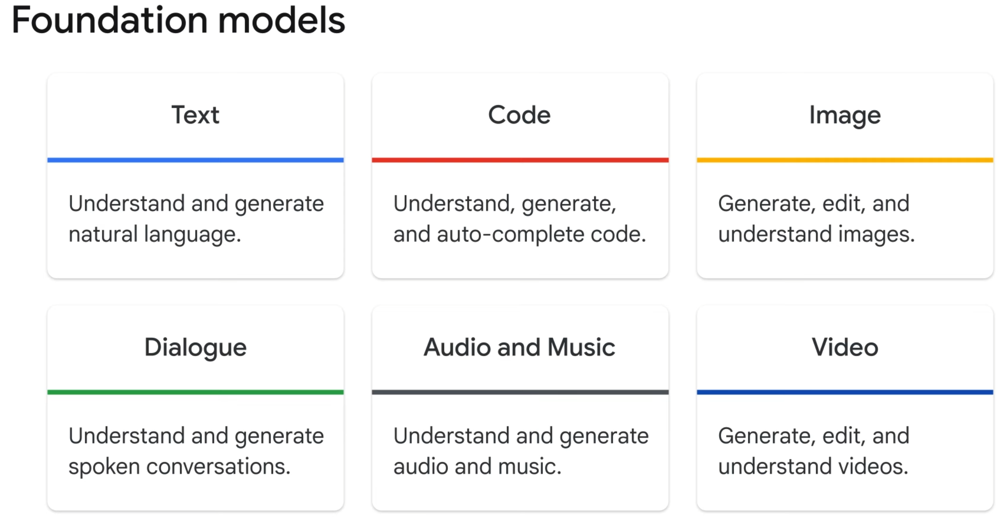 Foundation models
Text
Understand and generate
natural language.
Code
Understand, generate,
and auto-complete code.
Image
Generate, edit, and
understand images.
Dialogue
Understand and generate
spoken conversations.
Audio and Music
Understand and generate
audio and music.
Video
Generate, edit, and
understand videos.